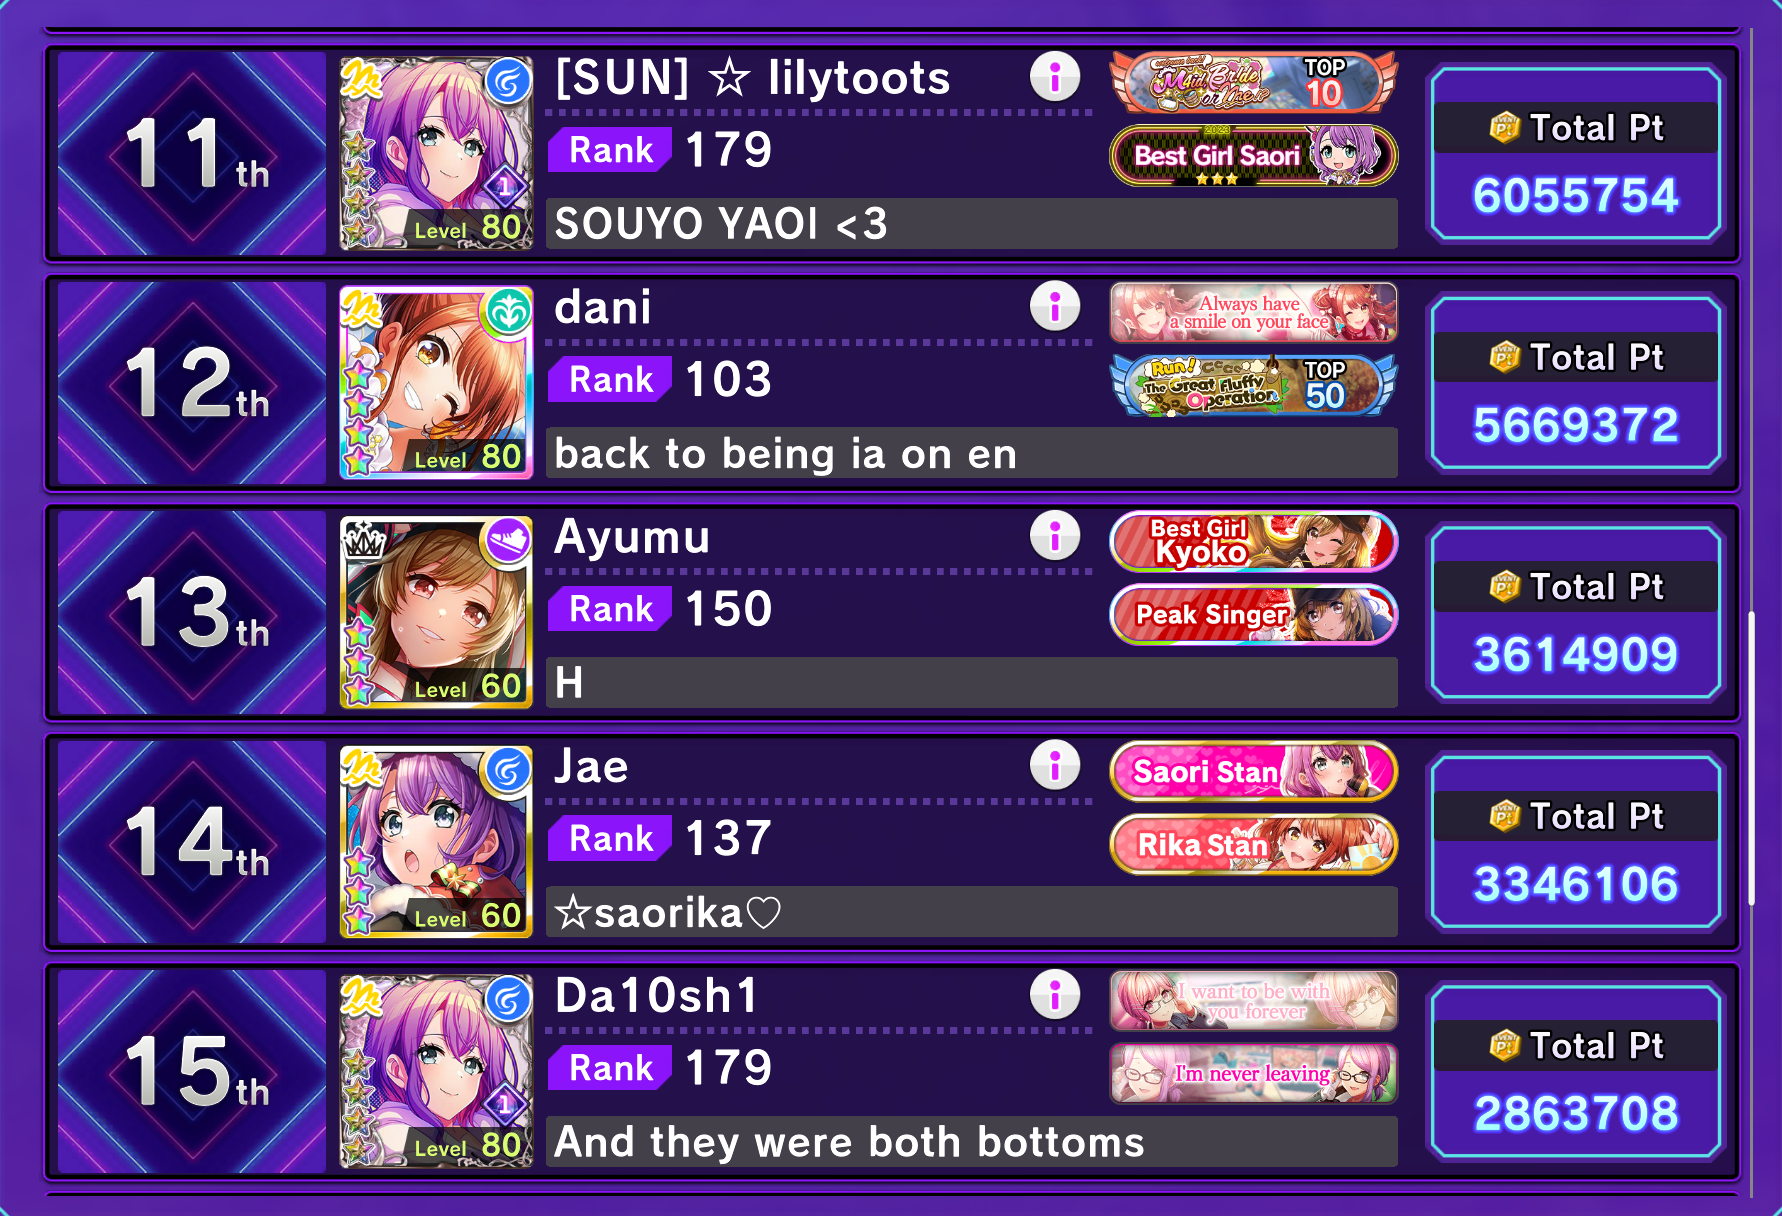 11th
[SUN] ☆ lilytoots
Rank 179
SOUYO YAOI <3
Level 80
1
TOP
10
2023
Best Girl Saori
Total Pt
6055754
12th
dani
Rank 103
back to being ia on en
Level 80
Always have
a smile on your face
Run!
The Great Fluffy
Operation
TOP
50
Total Pt
5669372
13th
Ayumu
Rank 150
H
Level 60
Best Girl
Kyoko
Peak Singer
Total Pt
3614909
14th
Jae
Rank 137
☆saorika♡
Level 60
Saori Stan
Rika Stan
Total Pt
3346106
15th
Da10sh1
Rank 179
And they were both bottoms
Level 80
1
I want to be with
you forever
I'm never leaving
Total Pt
2863708